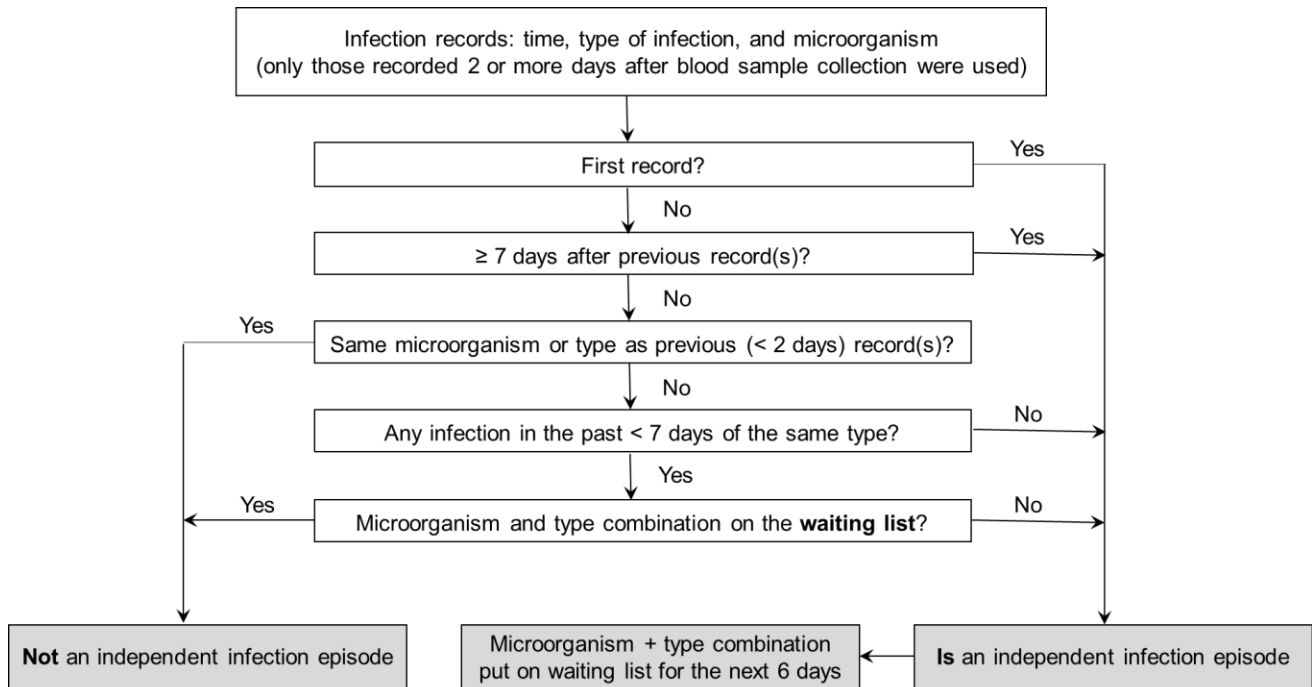 Infection records: time, type of infection, and microorganism
(only those recorded 2 or more days after blood sample collection were used)
First record?
Yes
No
≥ 7 days after previous record(s)?
Yes
No
Yes
Same microorganism or type as previous (< 2 days) record(s)?
No
Any infection in the past < 7 days of the same type?
No
Yes
Yes
Microorganism and type combination on the waiting list?
No
Not an independent infection episode
Microorganism + type combination
put on waiting list for the next 6 days
Is an independent infection episode